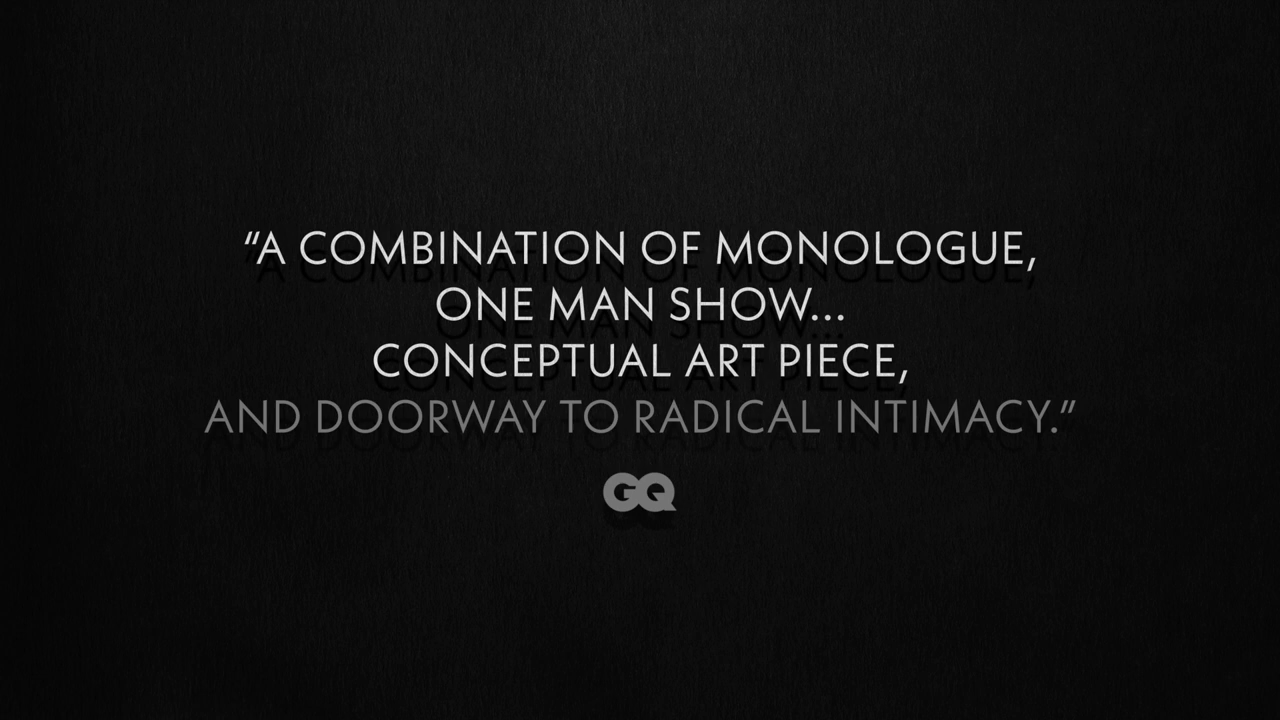 “A COMBINATION OF MONOLOGUE,
ONE MAN SHOW...
CONCEPTUAL ART PIECE,
AND DOORWAY TO RADICAL INTIMACY.”
GQ